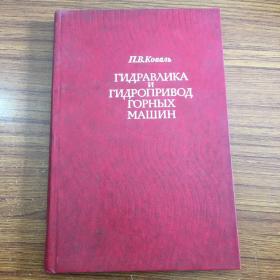 П.В.Коваль
ГИДРАВЛИКА
И
ГИДРОПРИВОД
ГОРНЫХ
МАШИН